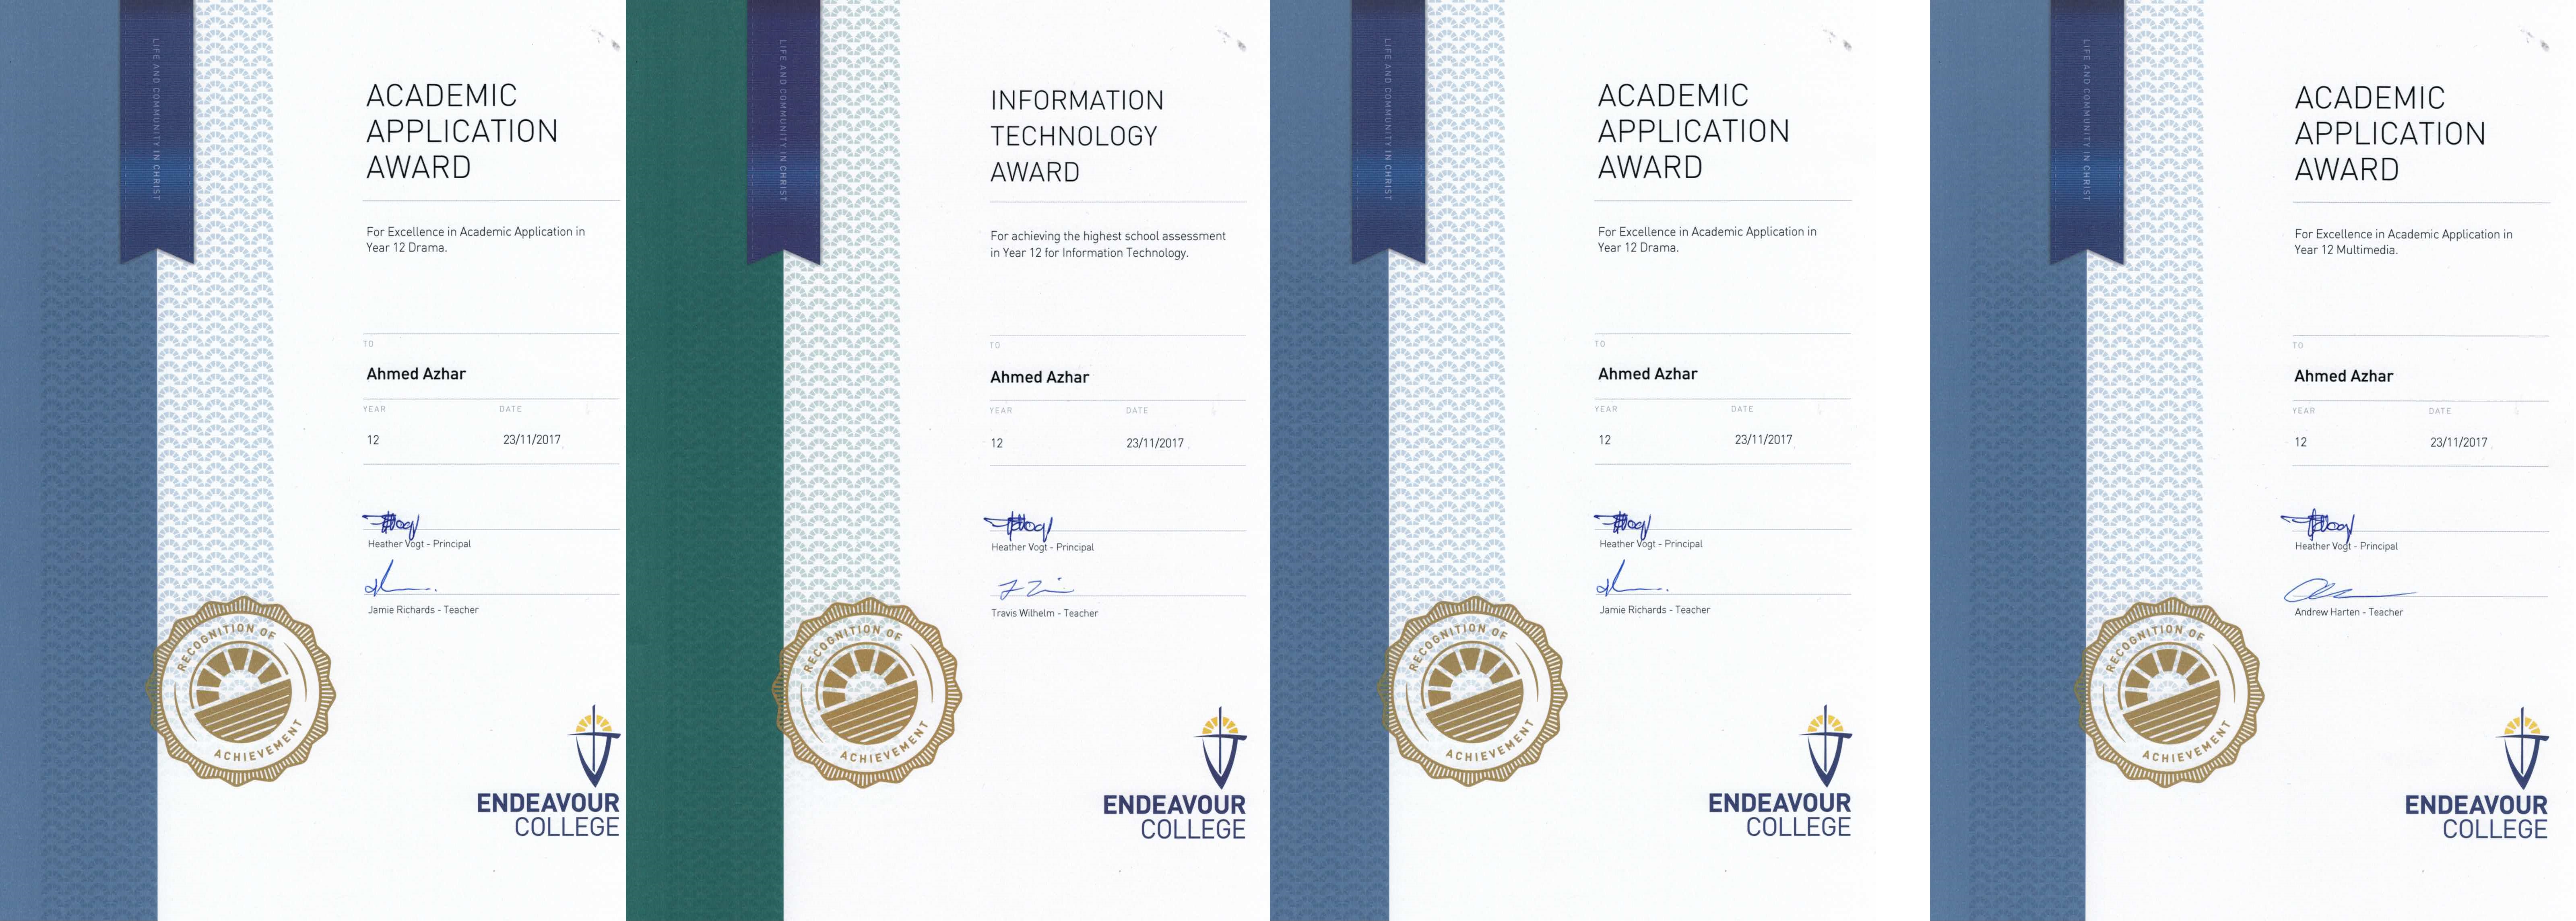 LIFE AND COMMUNITY IN CHRIST
ACADEMIC
APPLICATION
AWARD
For Excellence in Academic Application in
Year 12 Drama.
TO
Ahmed Azhar
YEAR DATE
12 23/11/2017
Heather Vogt - Principal
Jamie Richards - Teacher
RECOGNITION OF
ACHIEVEMENT
ENDEAVOUR
COLLEGE
LIFE AND COMMUNITY IN CHRIST
INFORMATION
TECHNOLOGY
AWARD
For achieving the highest school assessment
in Year 12 for Information Technology.
TO
Ahmed Azhar
YEAR DATE
12 23/11/2017
Heather Vogt - Principal
Travis Wilhelm - Teacher
RECOGNITION OF
ACHIEVEMENT
ENDEAVOUR
COLLEGE
LIFE AND COMMUNITY IN CHRIST
ACADEMIC
APPLICATION
AWARD
For Excellence in Academic Application in
Year 12 Drama.
TO
Ahmed Azhar
YEAR DATE
12 23/11/2017
Heather Vogt - Principal
Jamie Richards - Teacher
RECOGNITION OF
ACHIEVEMENT
ENDEAVOUR
COLLEGE
LIFE AND COMMUNITY IN CHRIST
ACADEMIC
APPLICATION
AWARD
For Excellence in Academic Application in
Year 12 Multimedia.
TO
Ahmed Azhar
YEAR DATE
12 23/11/2017
Heather Vogt - Principal
Andrew Harten - Teacher
RECOGNITION OF
ACHIEVEMENT
ENDEAVOUR
COLLEGE